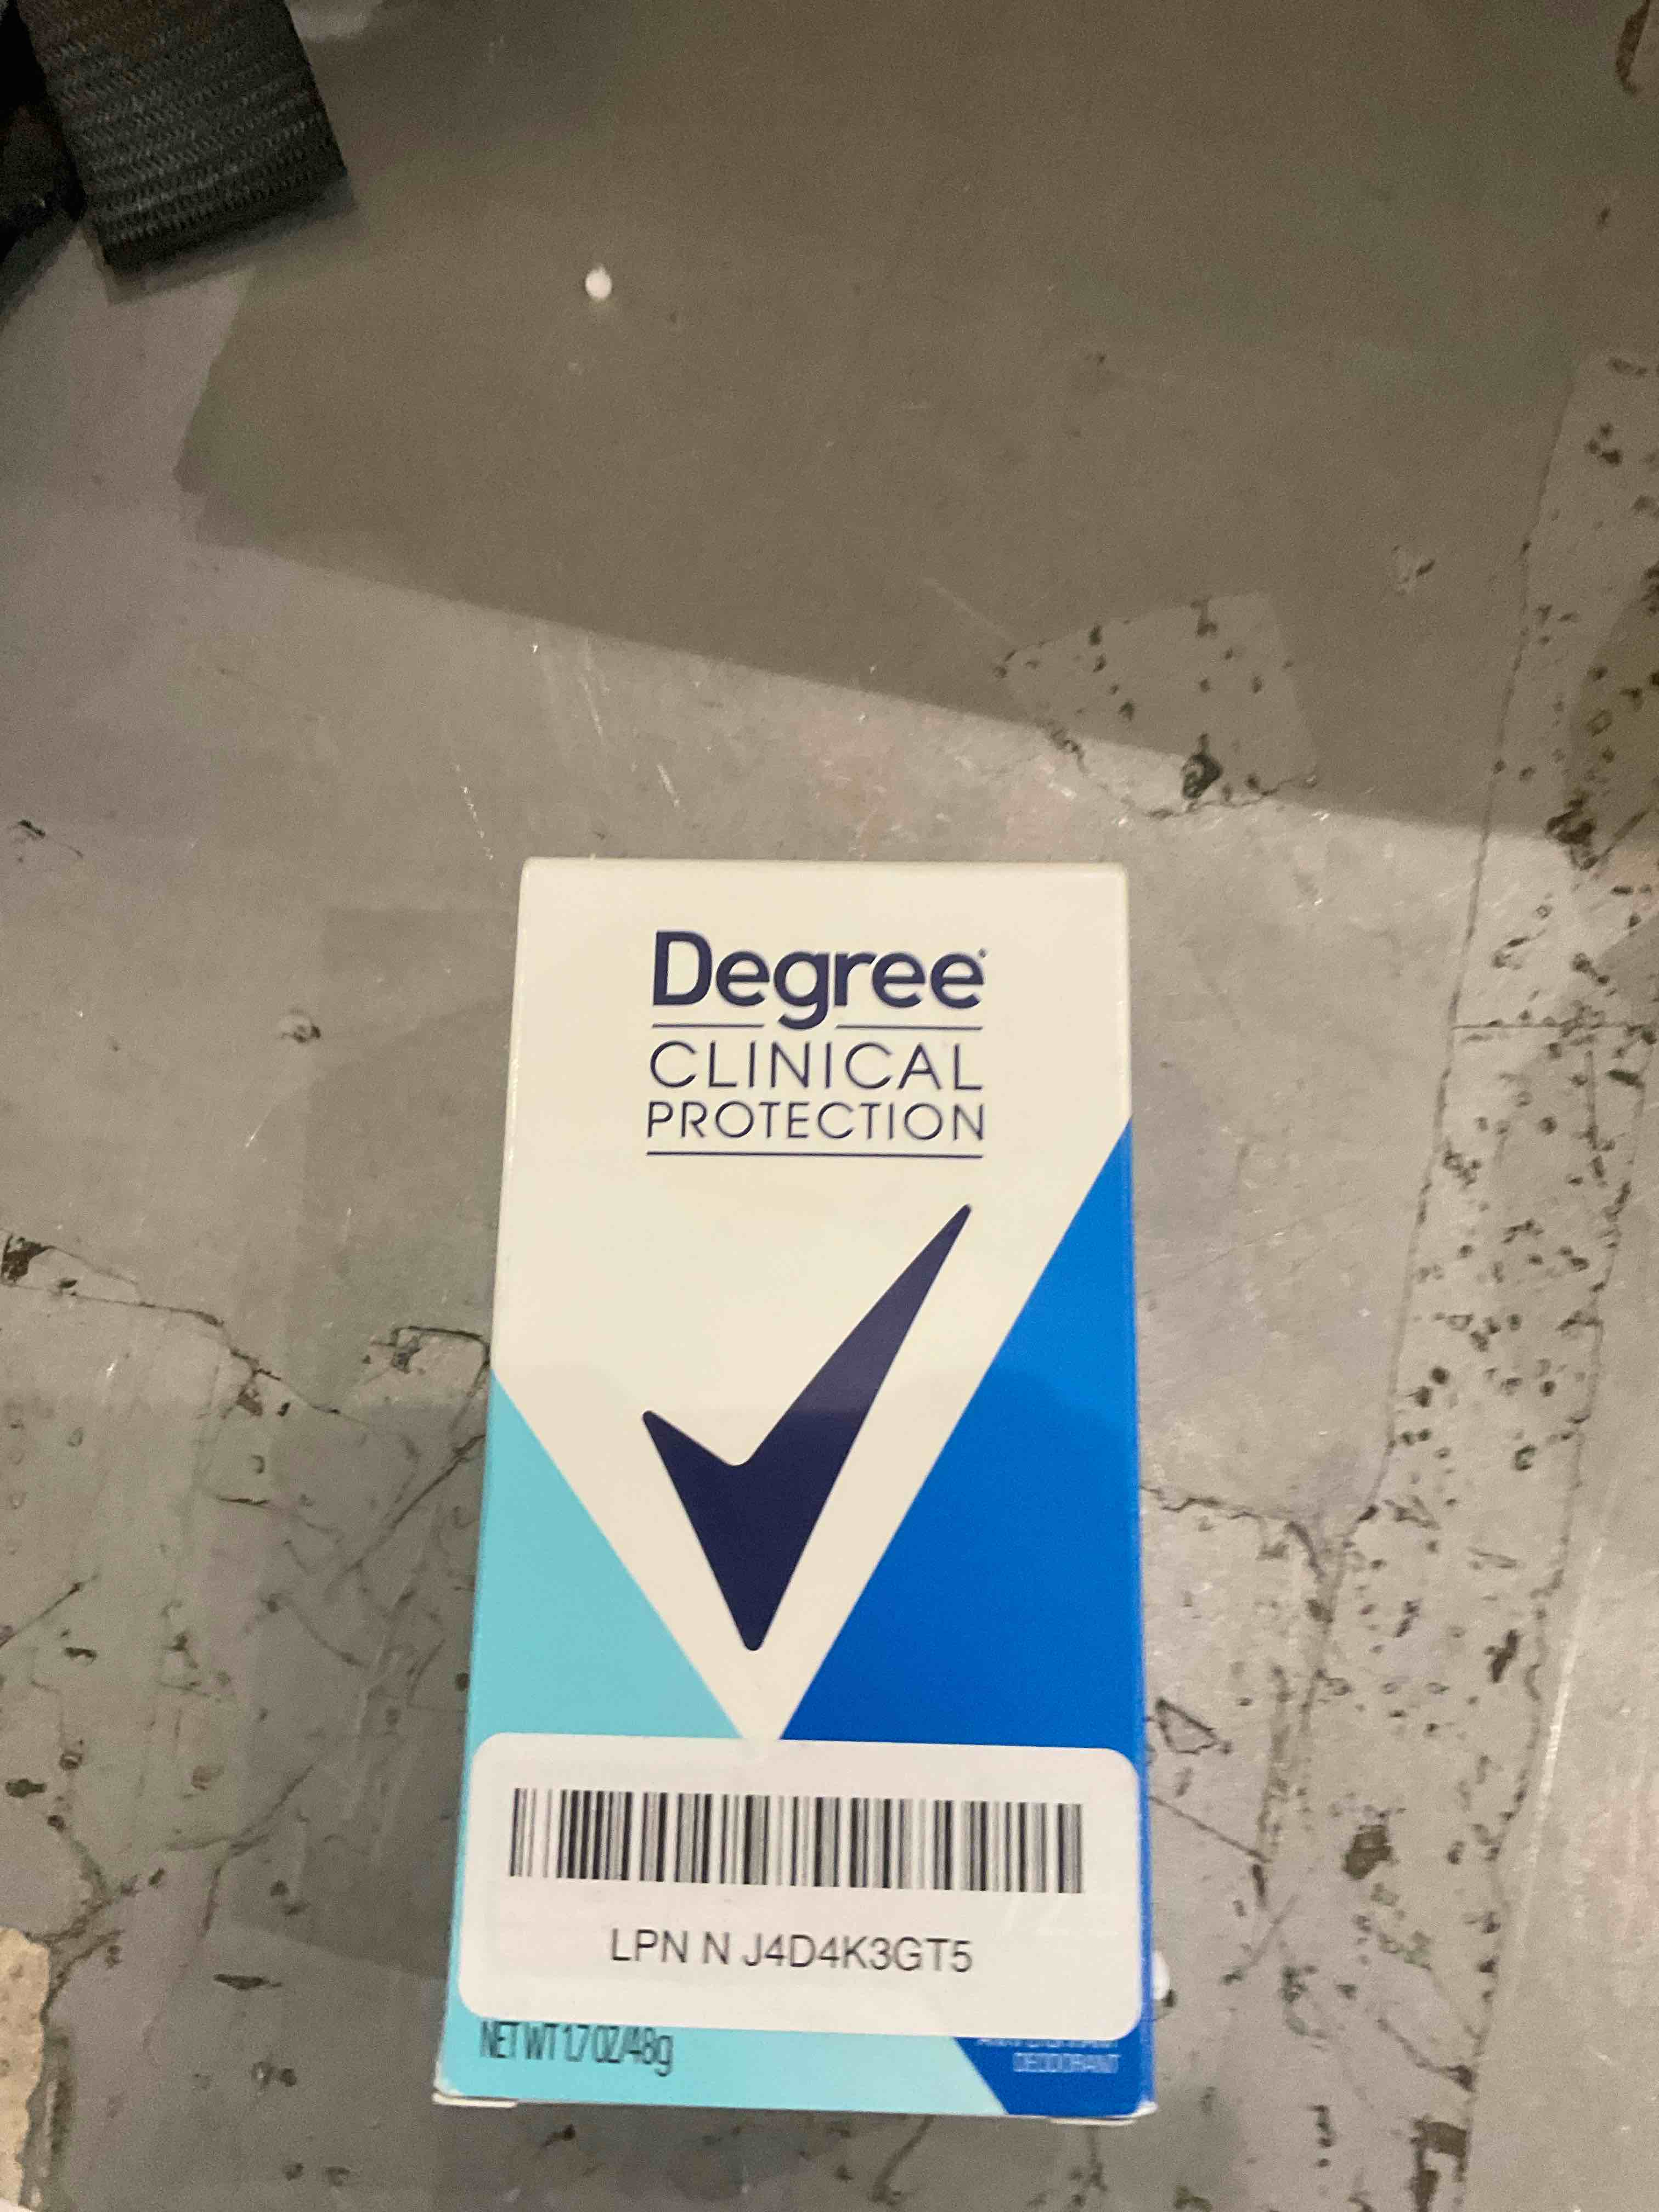 Degree
CLINICAL
PROTECTION
LPN N J4D4K3GT5
NET WT 1.7 OZ/48g
DEODORANT